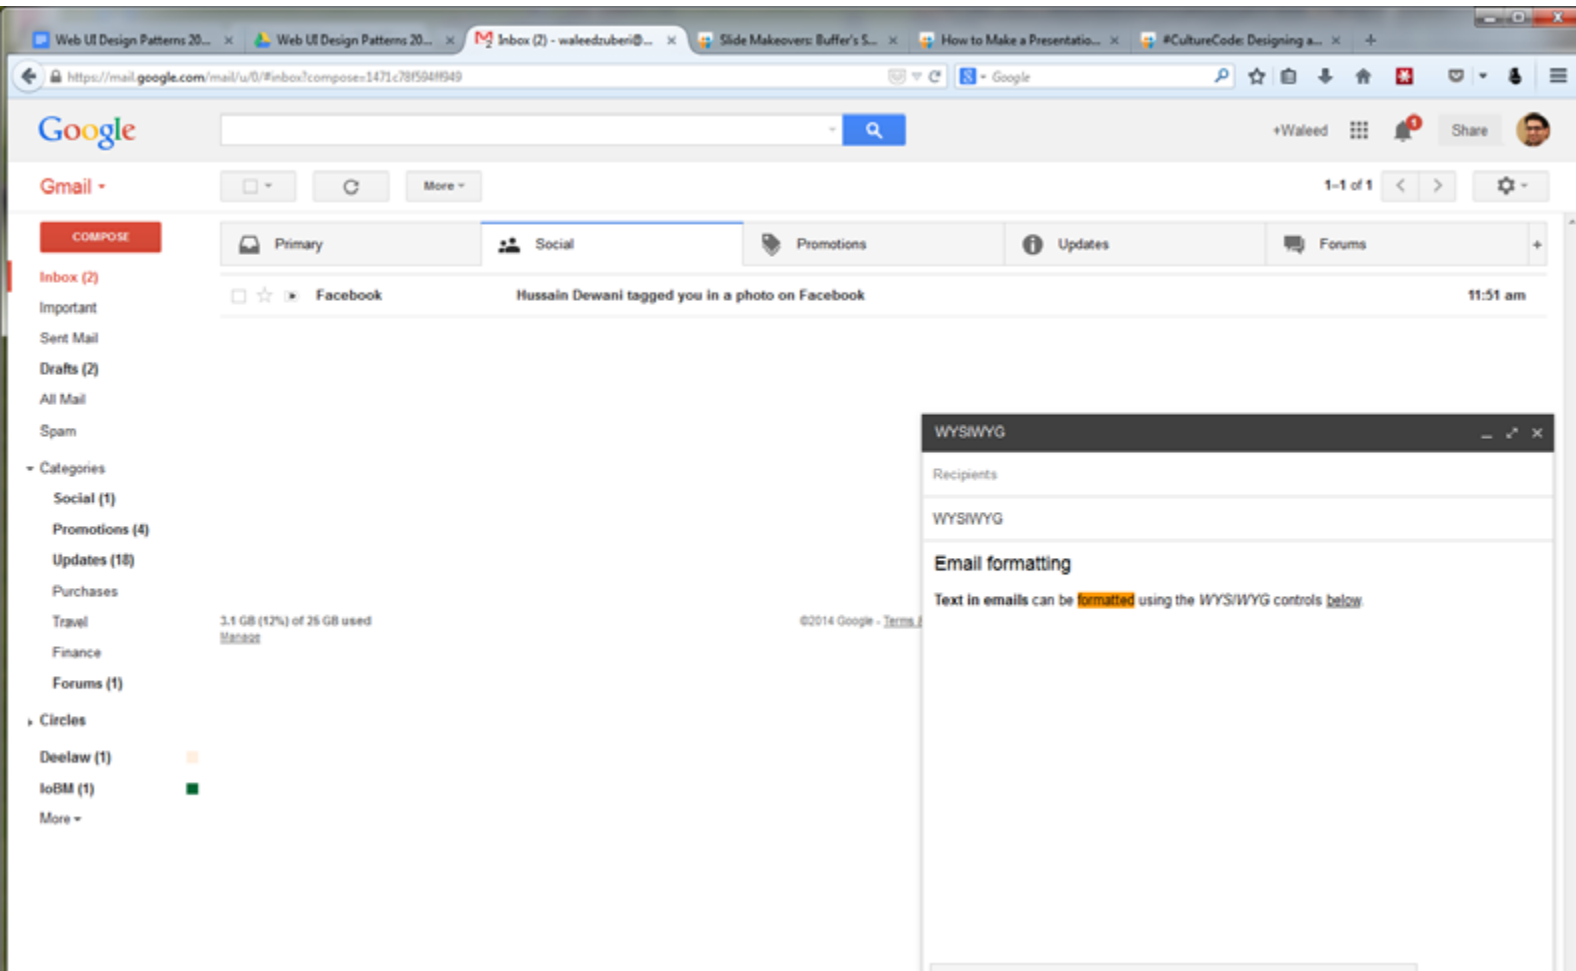 Web UI Design Patterns 20... Web UI Design Patterns 20... Inbox (2) - waleedzuberi@... Slide Makeovers: Buffer's S... How to Make a Presentatio... #CultureCode: Designing a...
https://mail.google.com/mail/u/0/#inbox?compose=1471c78f594ff949 Google
Google +Waleed 1 Share
Gmail More 1–1 of 1
COMPOSE
Primary Social Promotions Updates Forums +
Inbox (2)
Facebook Hussain Dewani tagged you in a photo on Facebook 11:51 am
Important
Sent Mail
Drafts (2)
All Mail
Spam
Categories
Social (1)
Promotions (4)
Updates (18)
Purchases
Travel
Finance
Forums (1)
Circles
Deelaw (1)
IoBM (1)
More
3.1 GB (12%) of 25 GB used
Manage
©2014 Google - Terms &
WYSIWYG
Recipients
WYSIWYG
Email formatting
Text in emails can be formatted using the WYSIWYG controls below.